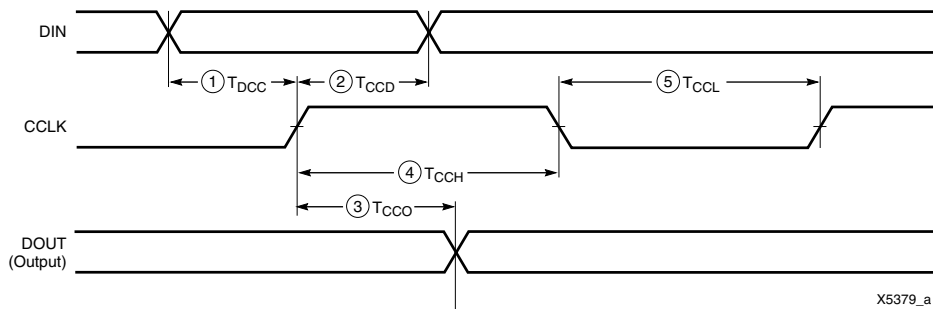 DIN
① TDCC
② TCCD
⑤ TCCL
CCLK
④ TCCH
③ TCCO
DOUT
(Output)
X5379_a